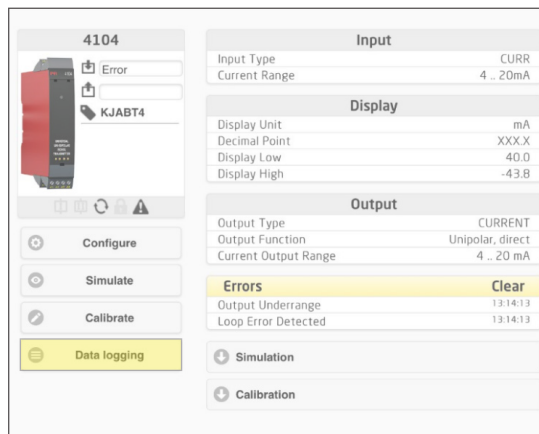 4104
Error
KJABT4
Configure
Simulate
Calibrate
Data logging
Input
Input Type CURR
Current Range 4 .. 20mA
Display
Display Unit mA
Decimal Point XXX.X
Display Low 40.0
Display High -43.8
Output
Output Type CURRENT
Output Function Unipolar, direct
Current Output Range 4 .. 20 mA
Errors Clear
Output Underrange 13:14:13
Loop Error Detected 13:14:13
Simulation
Calibration